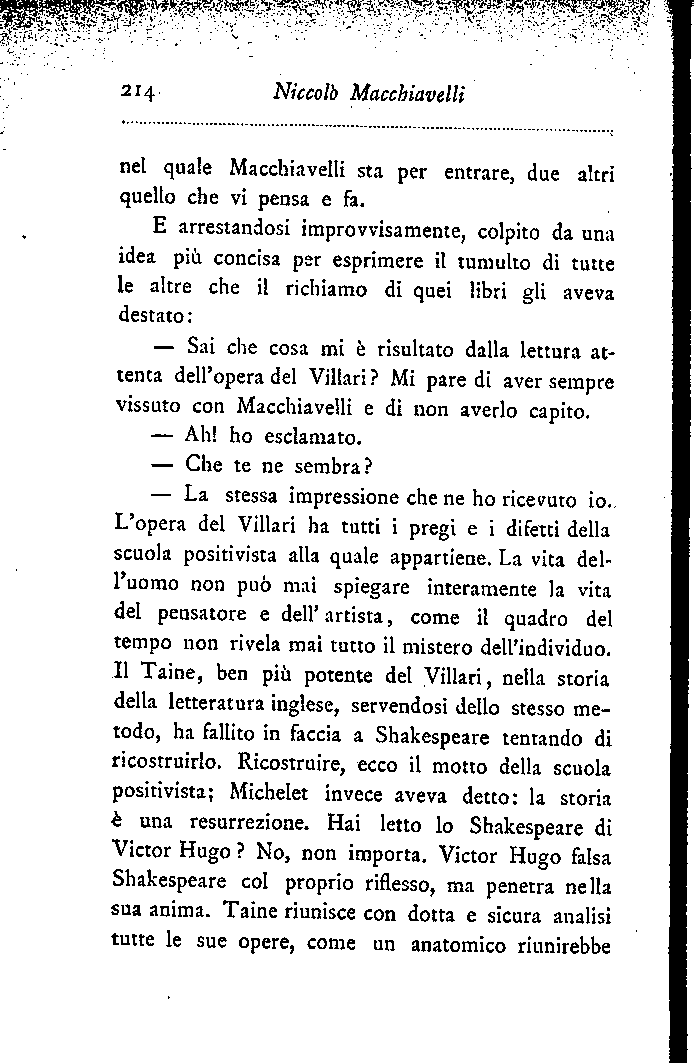 214 Niccolò Macchiavelli
nel quale Macchiavelli sta per entrare, due altri
quello che vi pensa e fa.
E arrestandosi improvvisamente, colpito da una
idea più concisa per esprimere il tumulto di tutte
le altre che il richiamo di quei libri gli aveva
destato:
— Sai che cosa mi è risultato dalla lettura at-
tenta dell'opera del Villari? Mi pare di aver sempre
vissuto con Macchiavelli e di non averlo capito.
— Ah! ho esclamato.
— Che te ne sembra?
— La stessa impressione che ne ho ricevuto io.
L'opera del Villari ha tutti i pregi e i difetti della
scuola positivista alla quale appartiene. La vita del-
l'uomo non può mai spiegare interamente la vita
del pensatore e dell'artista, come il quadro del
tempo non rivela mai tutto il mistero dell'individuo.
Il Taine, ben più potente del Villari, nella storia
della letteratura inglese, servendosi dello stesso me-
todo, ha fallito in faccia a Shakespeare tentando di
ricostruirlo. Ricostruire, ecco il motto della scuola
positivista; Michelet invece aveva detto: la storia
è una resurrezione. Hai letto lo Shakespeare di
Victor Hugo? No, non importa. Victor Hugo falsa
Shakespeare col proprio riflesso, ma penetra nella
sua anima. Taine riunisce con dotta e sicura analisi
tutte le sue opere, come un anatomico riunirebbe